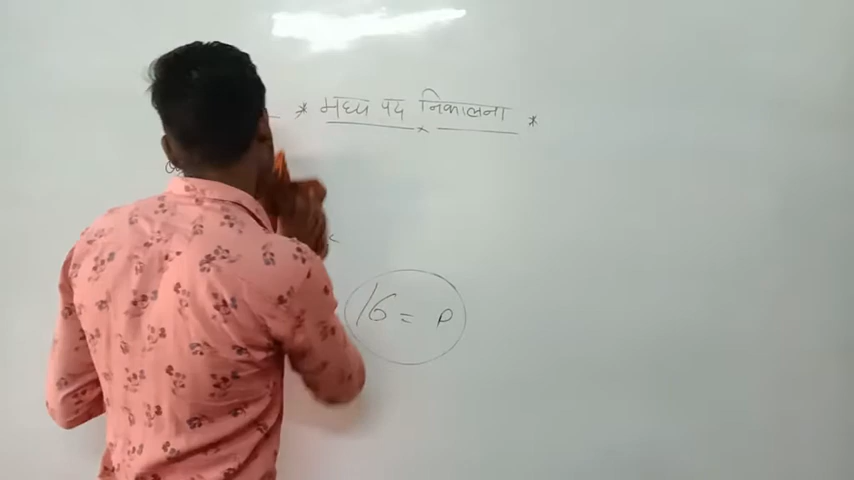 * मध्य पद निकालना *
16 = P